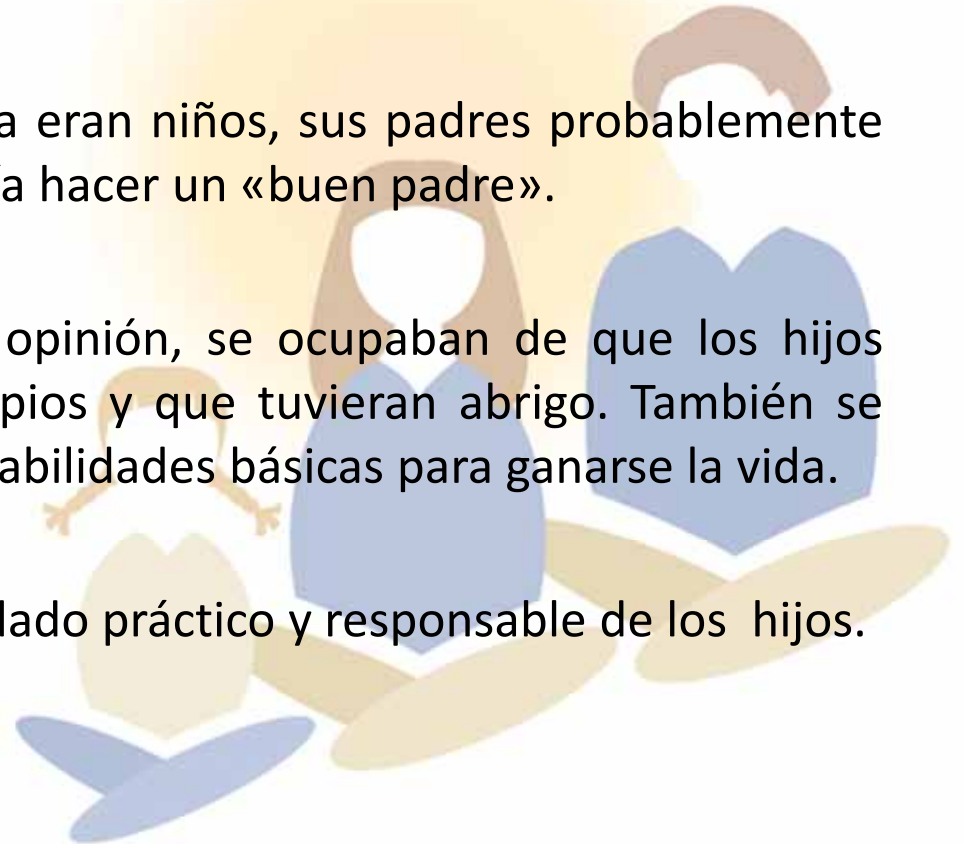 a eran niños, sus padres probablemente
ía hacer un «buen padre».
opinión, se ocupaban de que los hijos
pios y que tuvieran abrigo. También se
abilidades básicas para ganarse la vida.
lado práctico y responsable de los hijos.